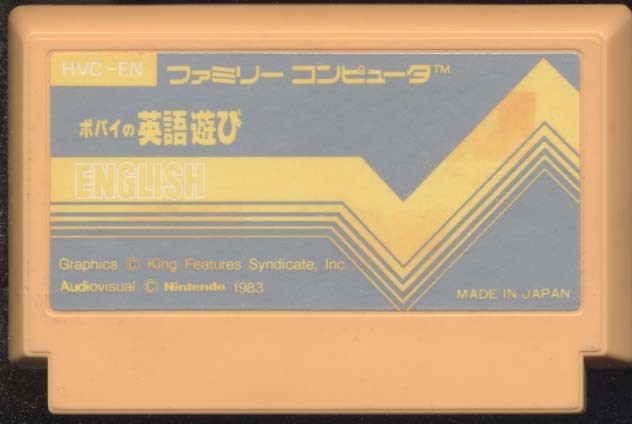 HVC-EN ファミリー コンピュータ™
ポパイの英語遊び
ENGLISH
Graphics © King Features Syndicate, Inc.
Audiovisual © Nintendo 1983
MADE IN JAPAN